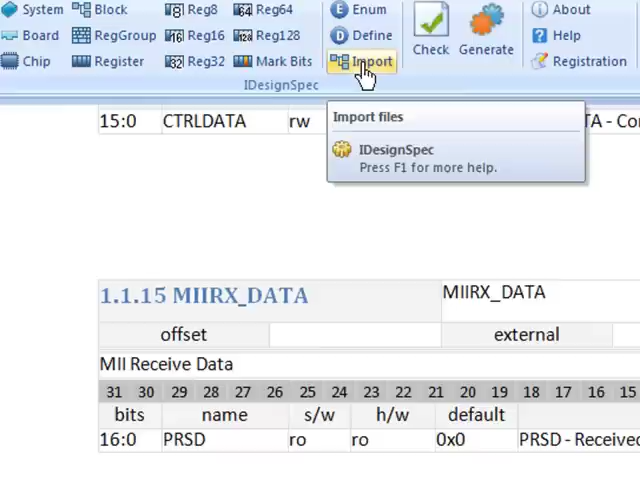 System Block Reg8 Reg64 Enum About
Board RegGroup Reg16 Reg128 Define Help
Chip Register Reg32 Mark Bits Import Check Generate Registration
IDesignSpec
Import files
IDesignSpec
Press F1 for more help.
15:0 CTRLDATA rw TA - Cor
1.1.15 MIIRX_DATA MIIRX_DATA
offset external
MII Receive Data
31 30 29 28 27 26 25 24 23 22 21 20 19 18 17 16 15
bits name s/w h/w default
16:0 PRSD ro ro 0x0 PRSD - Received